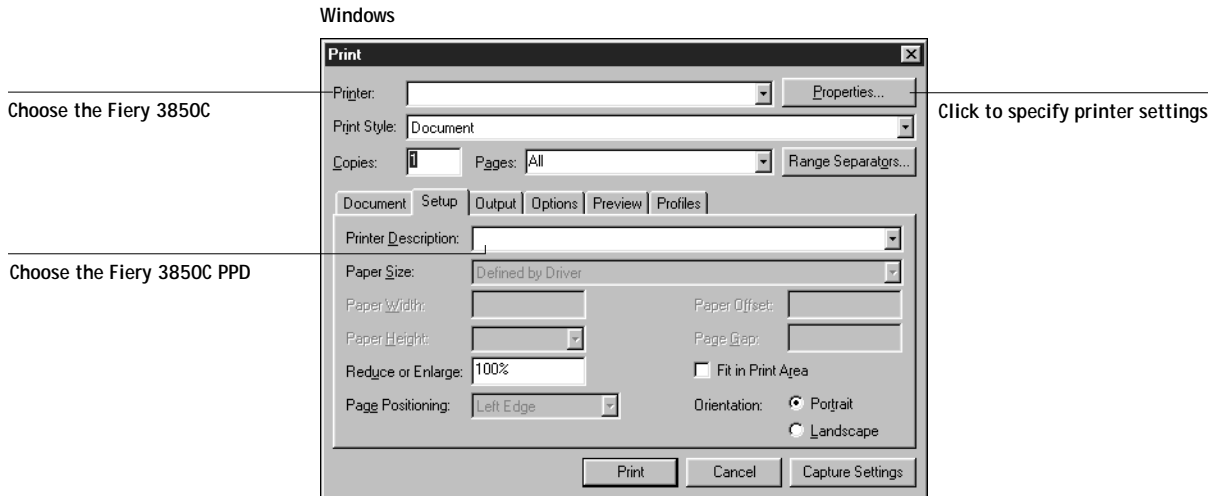 Windows
Print
Printer:
Properties...
Choose the Fiery 3850C
Click to specify printer settings
Print Style: Document
Copies: 1 Pages: All Range Separators...
Document Setup Output Options Preview Profiles
Printer Description:
Choose the Fiery 3850C PPD
Paper Size: Defined by Driver
Paper Width: Paper Offset:
Paper Height: Page Gap:
Reduce or Enlarge: 100% Fit in Print Area
Page Positioning: Left Edge Orientation: Portrait
Landscape
Print Cancel Capture Settings